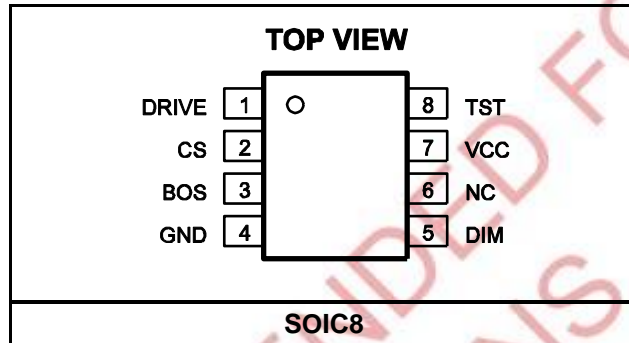 TOP VIEW
DRIVE 1 8 TST
CS 2 7 VCC
BOS 3 6 NC
GND 4 5 DIM
SOIC8